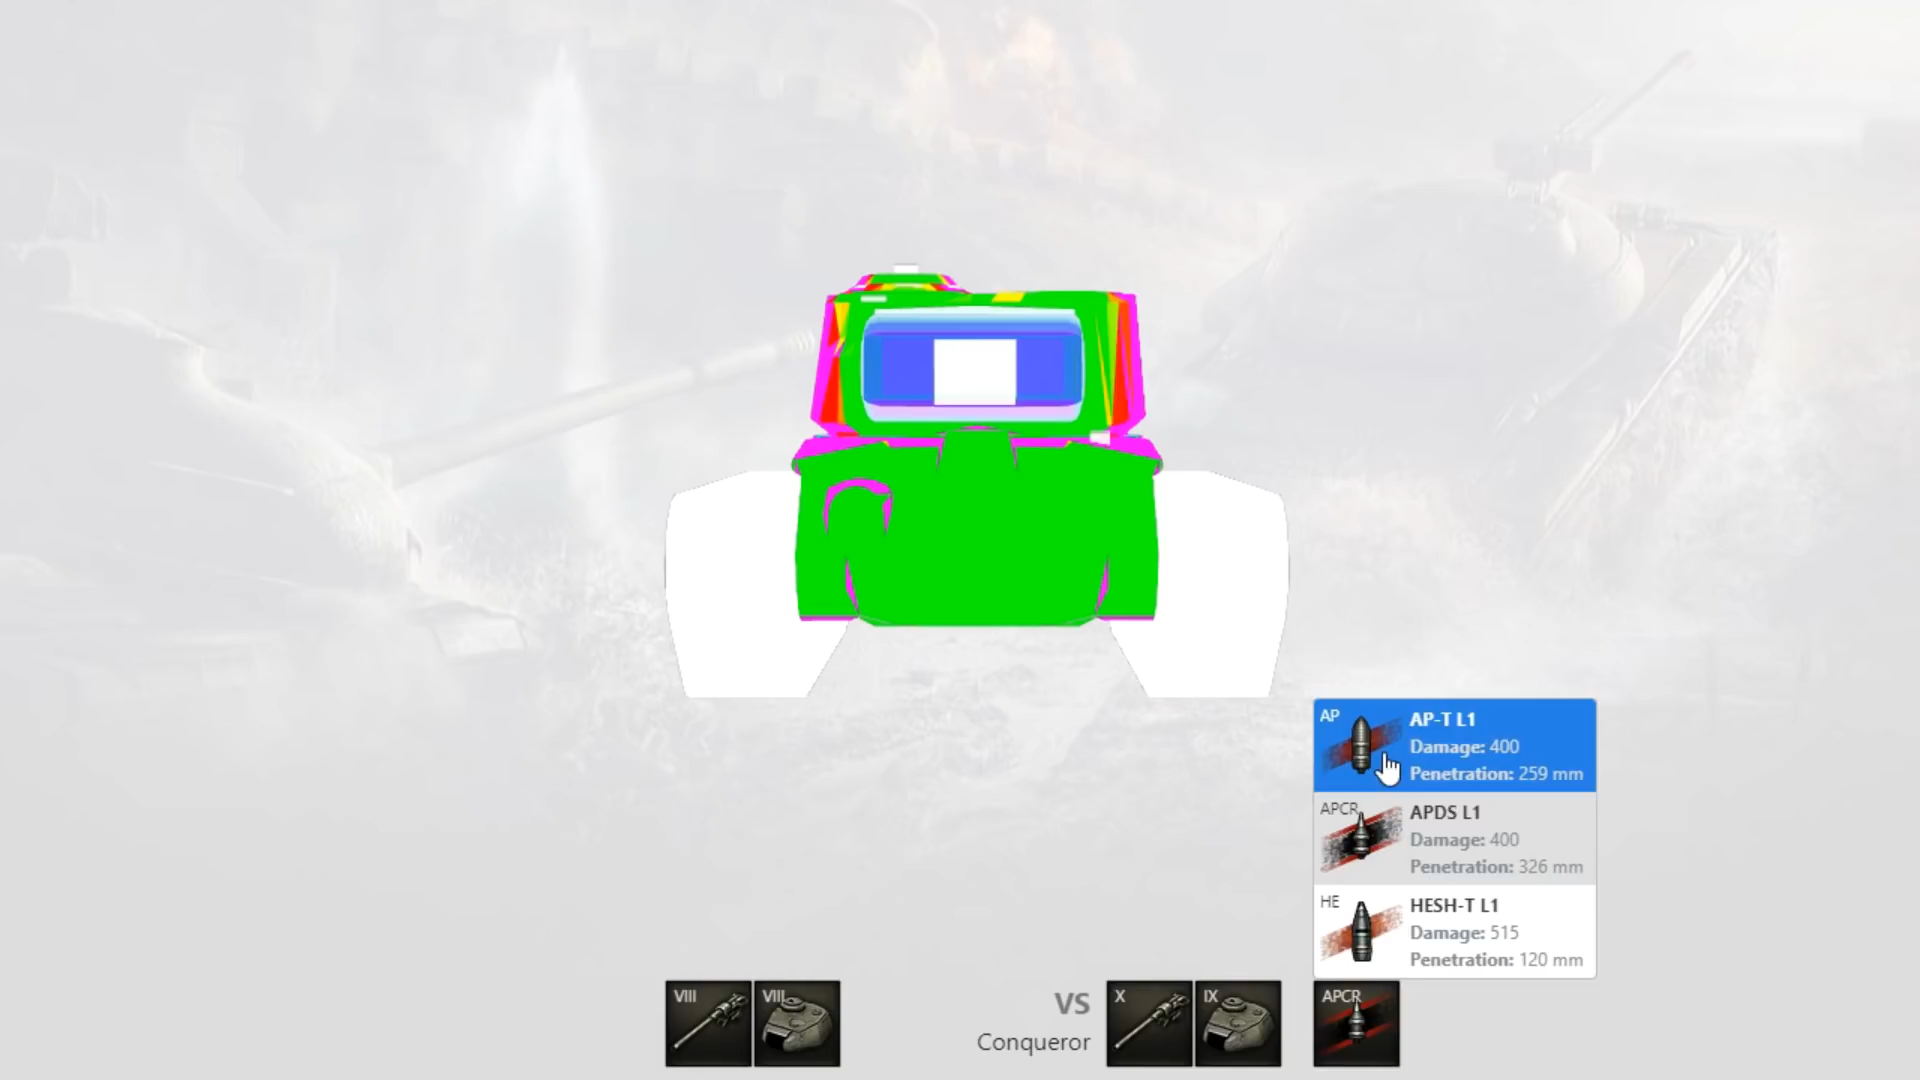 AP
AP-T L1
Damage: 400
Penetration: 259 mm
APCR
APDS L1
Damage: 400
Penetration: 326 mm
HE
HESH-T L1
Damage: 515
Penetration: 120 mm
VIII
VIII
VS
Conqueror
X
IX
APCR